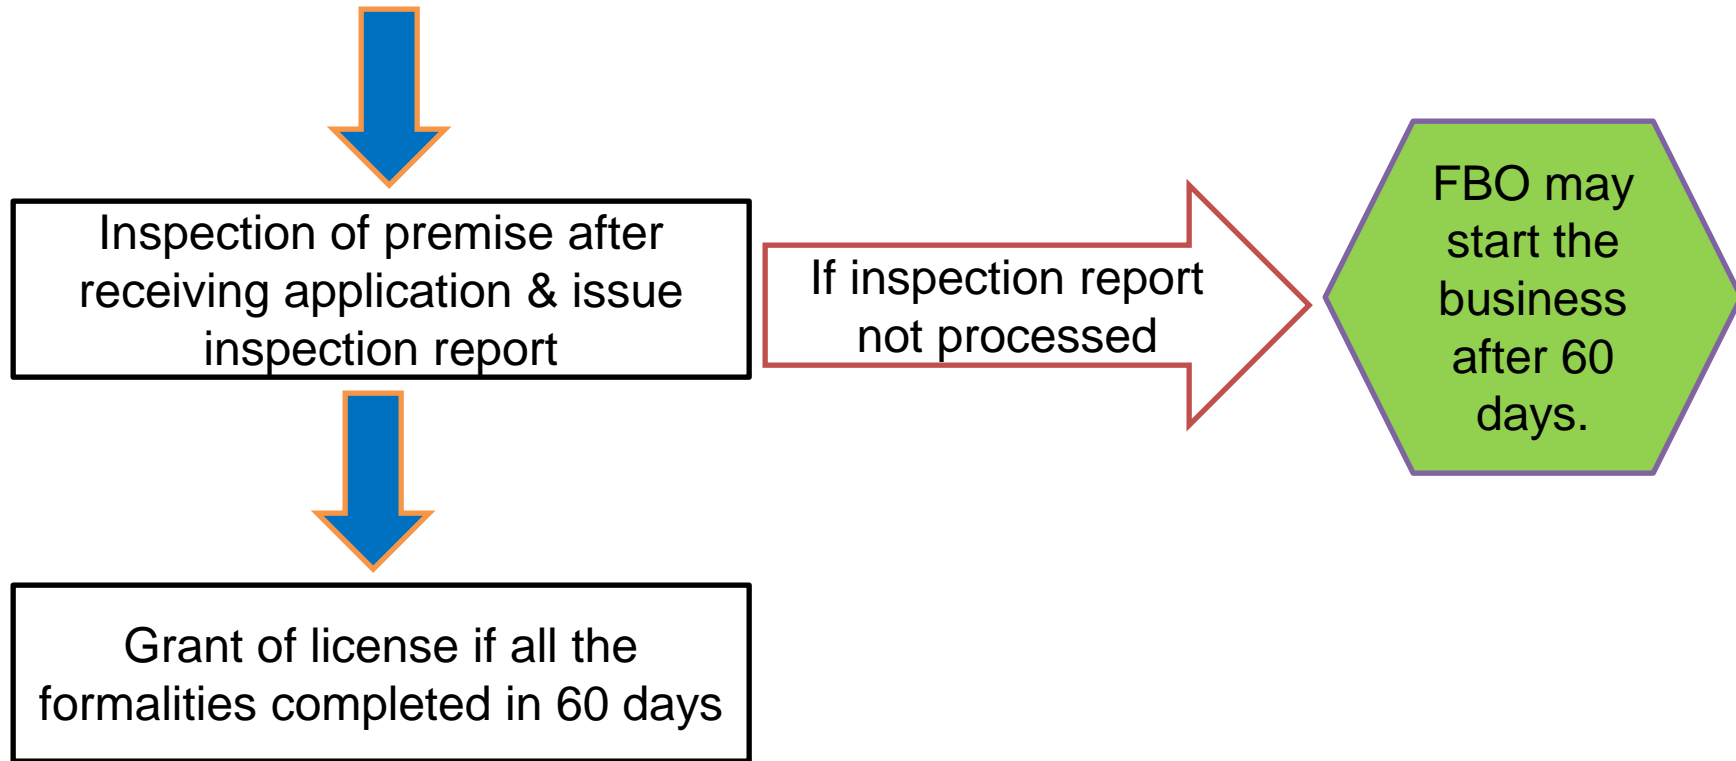 Inspection of premise after
receiving application & issue
inspection report
If inspection report
not processed
FBO may
start the
business
after 60
days.
Grant of license if all the
formalities completed in 60 days